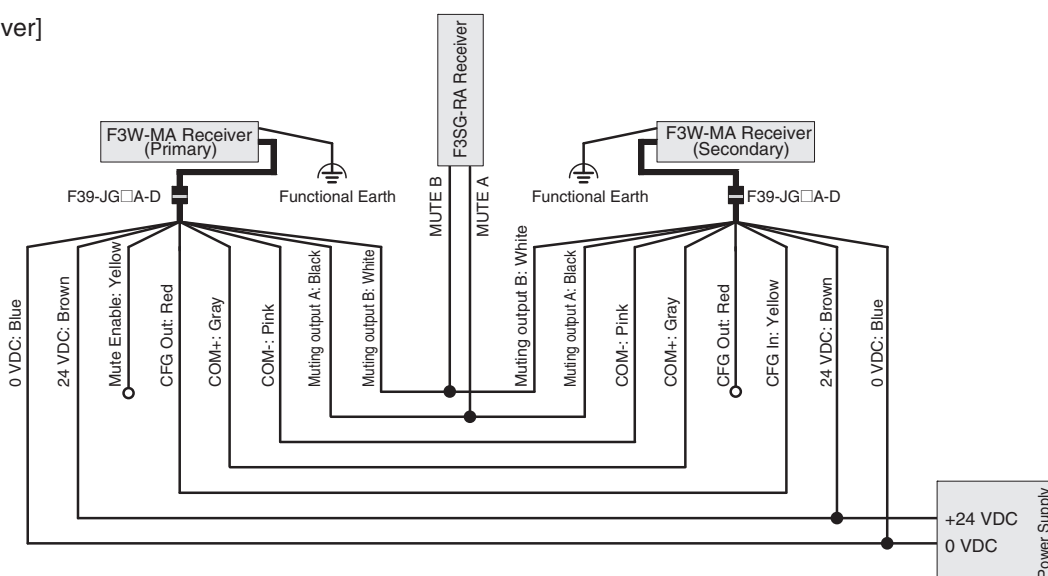 ver]
F3SG-RA Receiver
F3W-MA Receiver
(Primary)
F3W-MA Receiver
(Secondary)
F39-JG□A-D
Functional Earth
MUTE B
MUTE A
Functional Earth
F39-JG□A-D
0 VDC: Blue
24 VDC: Brown
Mute Enable: Yellow
CFG Out: Red
COM+: Gray
COM-: Pink
Muting output A: Black
Muting output B: White
Muting output B: White
Muting output A: Black
COM-: Pink
COM+: Gray
CFG Out: Red
CFG In: Yellow
24 VDC: Brown
0 VDC: Blue
+24 VDC
0 VDC
Power Supply